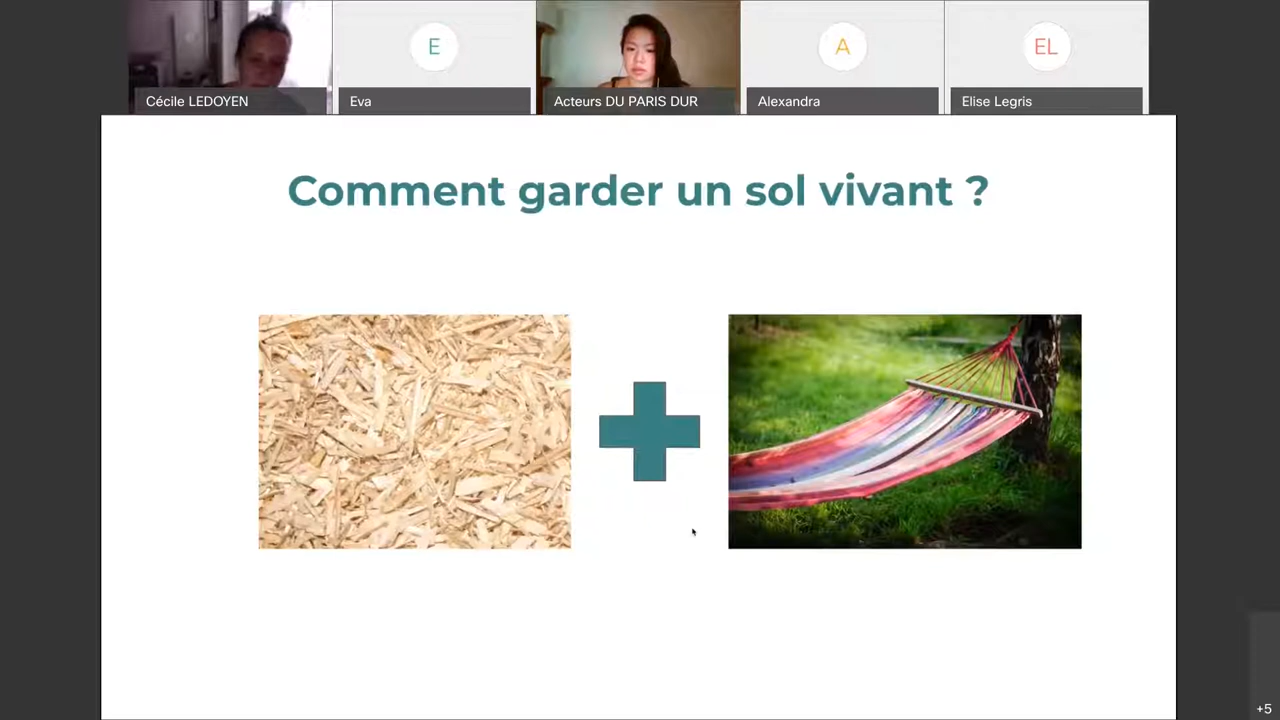 Cécile LEDOYEN
E
Eva
Acteurs DU PARIS DUR
A
Alexandra
EL
Elise Legris
Comment garder un sol vivant ?
+5